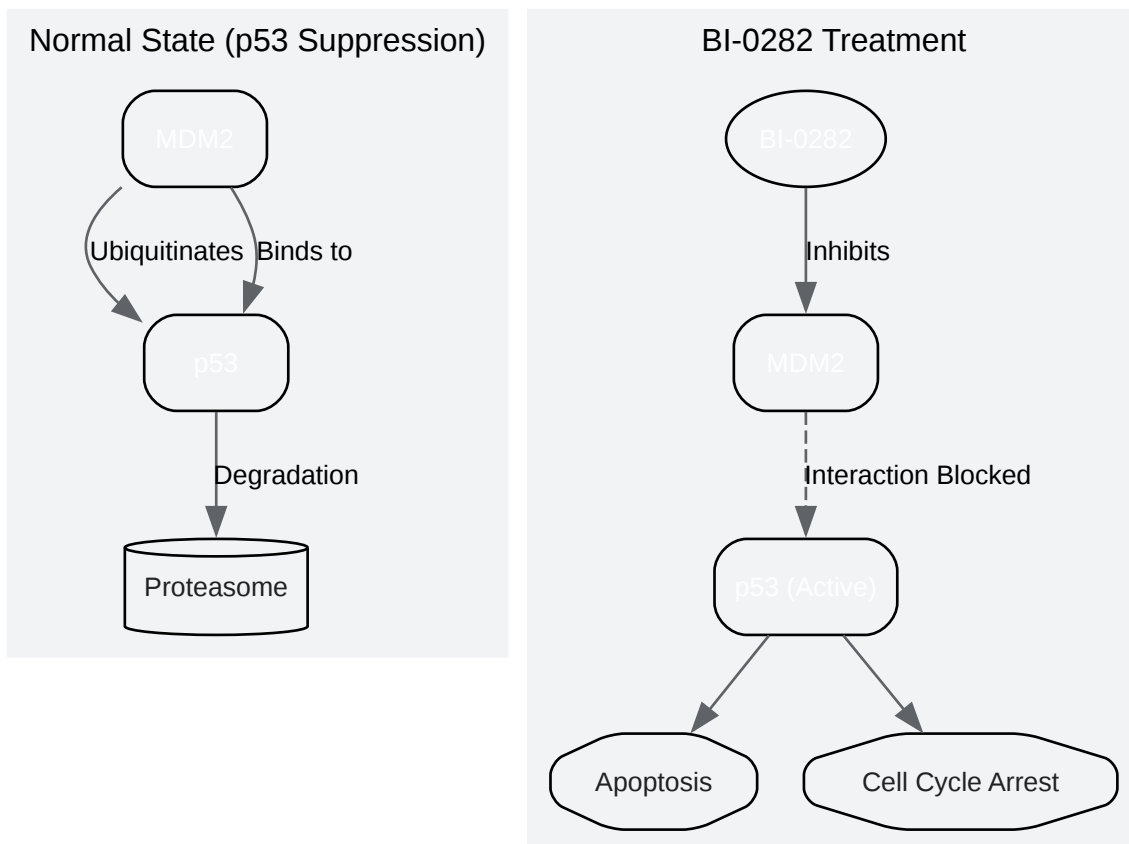 Normal State (p53 Suppression)
MDM2
Ubiquitinates
Binds to
p53
Degradation
Proteasome
BI-0282 Treatment
BI-0282
Inhibits
MDM2
Interaction Blocked
p53 (Active)
Apoptosis
Cell Cycle Arrest